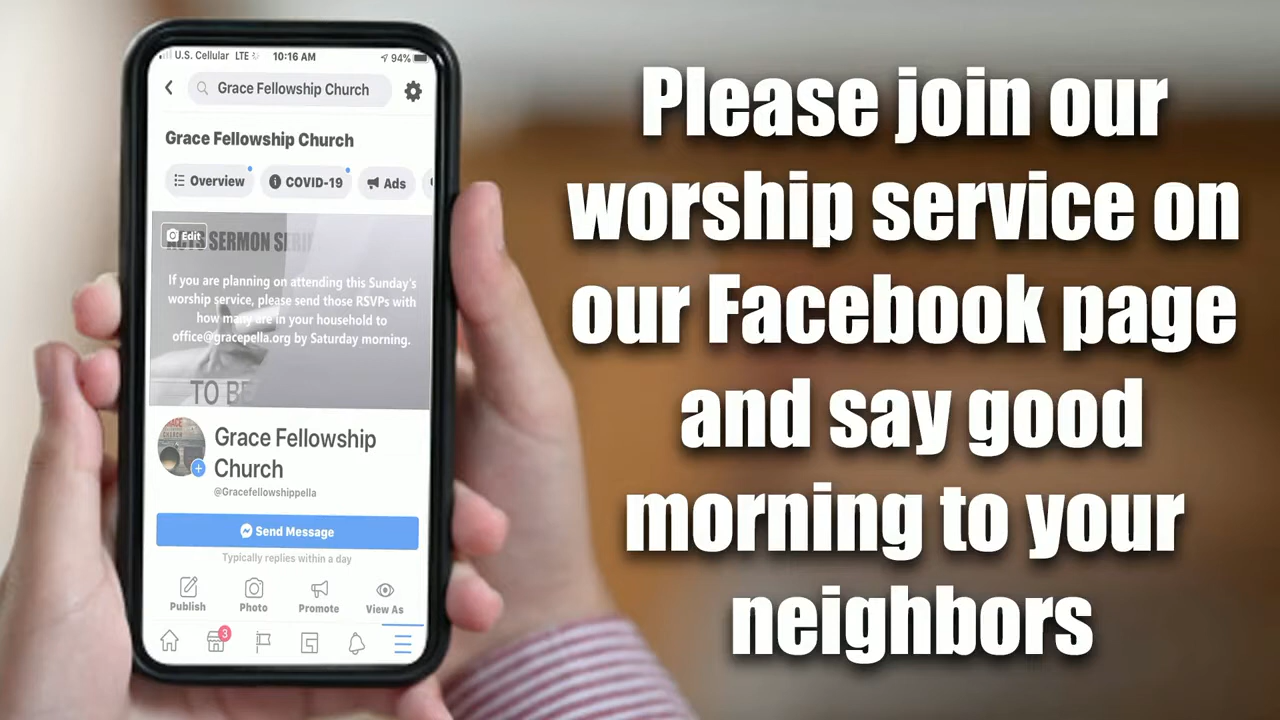 U.S. Cellular LTE 10:16 AM 94%
Grace Fellowship Church
Grace Fellowship Church
Overview COVID-19 Ads
Edit
ACTS SERMON SERI
If you are planning on attending this Sunday's
worship service, please send those RSVPs with
how many are in your household to
office@gracepella.org by Saturday morning.
TO BE
Grace Fellowship
Church
@Gracefellowshippella
Send Message
Typically replies within a day
Publish Photo Promote View As
3
Please join our
worship service on
our Facebook page
and say good
morning to your
neighbors